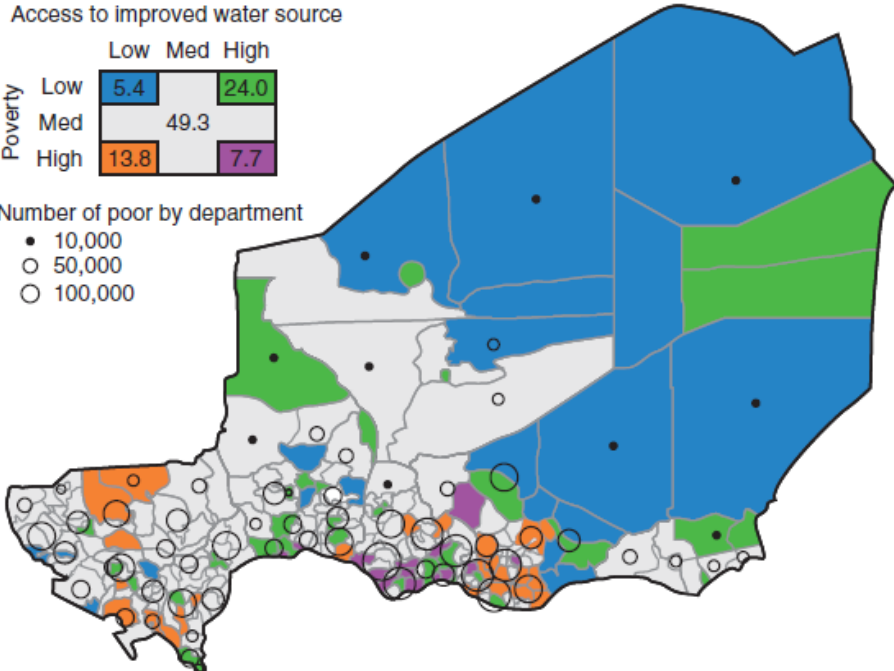 Access to improved water source
Low Med High
Poverty
Low 5.4 24.0
Med 49.3
High 13.8 7.7
Number of poor by department
10,000
50,000
100,000